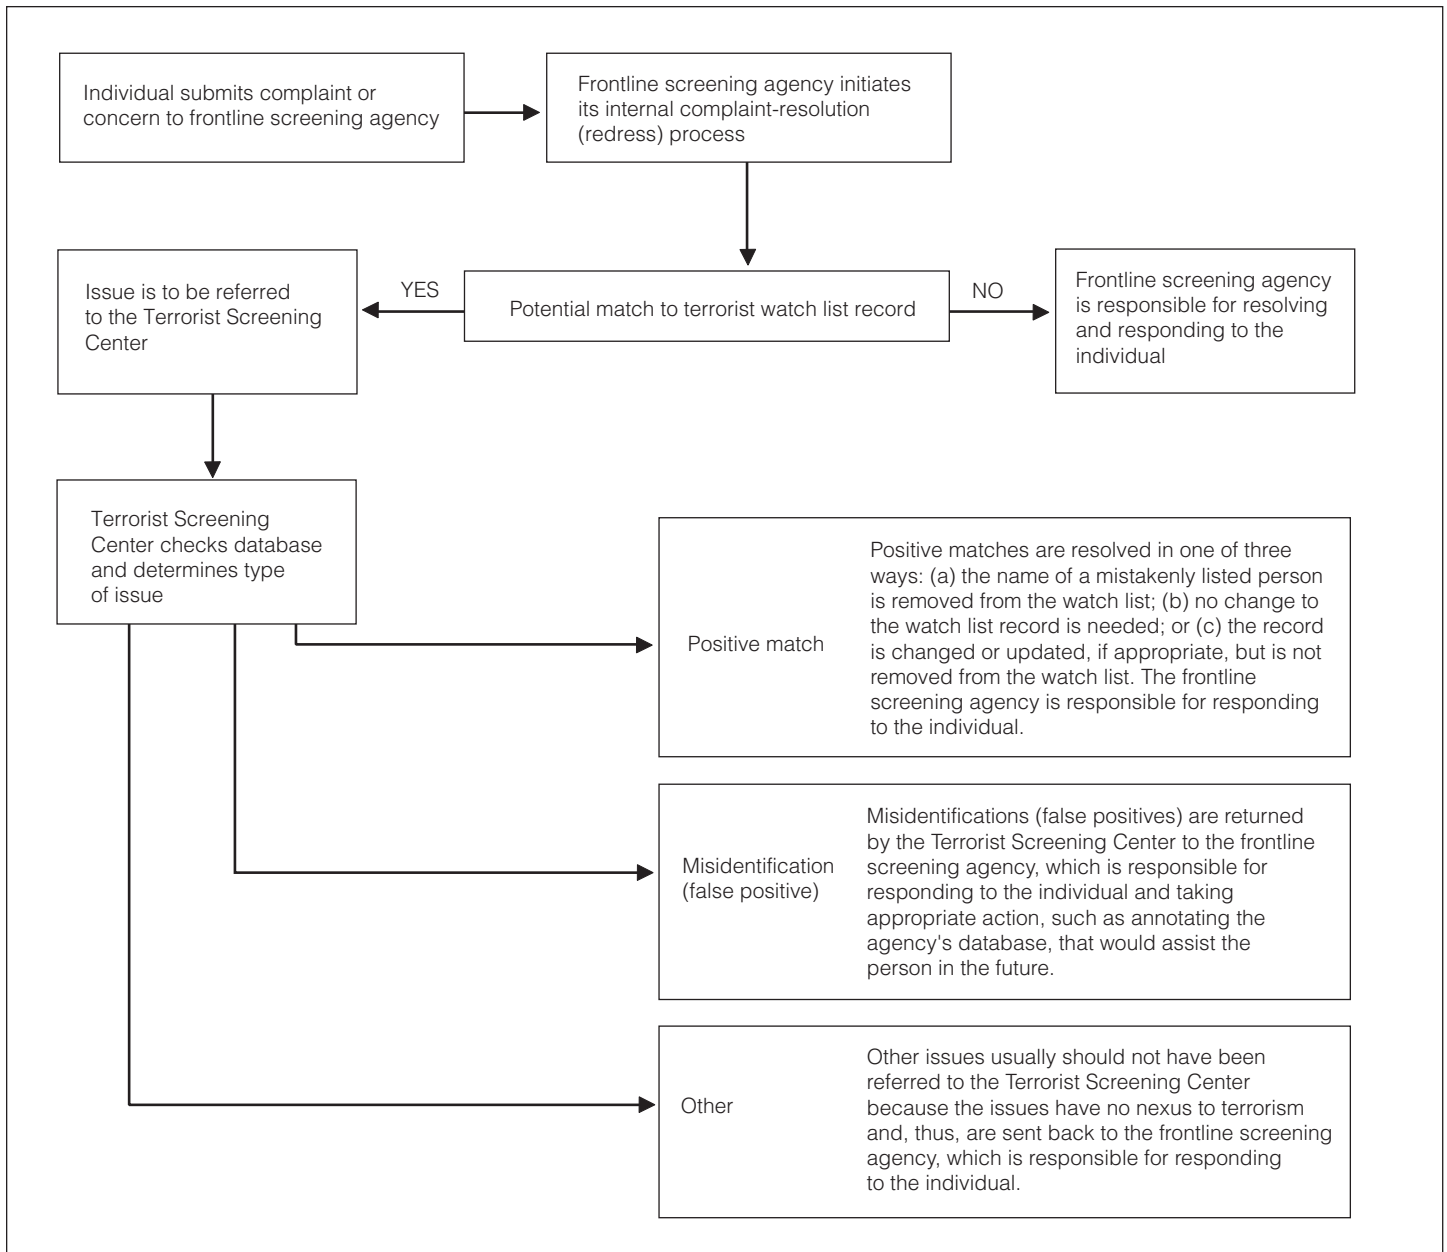 Individual submits complaint or
concern to frontline screening agency
Frontline screening agency initiates
its internal complaint-resolution
(redress) process
Issue is to be referred
to the Terrorist Screening
Center
YES
Potential match to terrorist watch list record
NO
Frontline screening agency
is responsible for resolving
and responding to the
individual
Terrorist Screening
Center checks database
and determines type
of issue
Positive match
Positive matches are resolved in one of three
ways: (a) the name of a mistakenly listed person
is removed from the watch list; (b) no change to
the watch list record is needed; or (c) the record
is changed or updated, if appropriate, but is not
removed from the watch list. The frontline
screening agency is responsible for responding
to the individual.
Misidentification
(false positive)
Misidentifications (false positives) are returned
by the Terrorist Screening Center to the frontline
screening agency, which is responsible for
responding to the individual and taking
appropriate action, such as annotating the
agency's database, that would assist the
person in the future.
Other
Other issues usually should not have been
referred to the Terrorist Screening Center
because the issues have no nexus to terrorism
and, thus, are sent back to the frontline screening
agency, which is responsible for responding
to the individual.